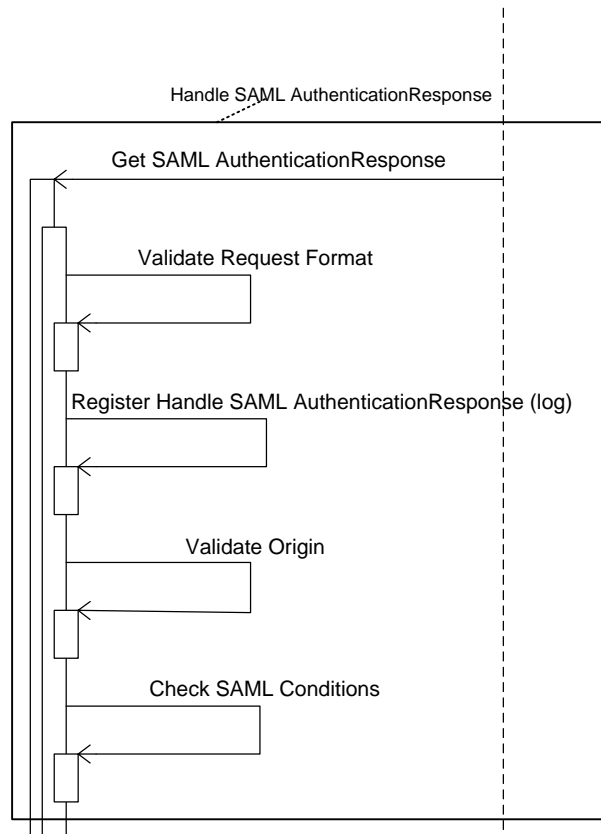 Handle SAML AuthenticationResponse
Get SAML AuthenticationResponse
Validate Request Format
Register Handle SAML AuthenticationResponse (log)
Validate Origin
Check SAML Conditions